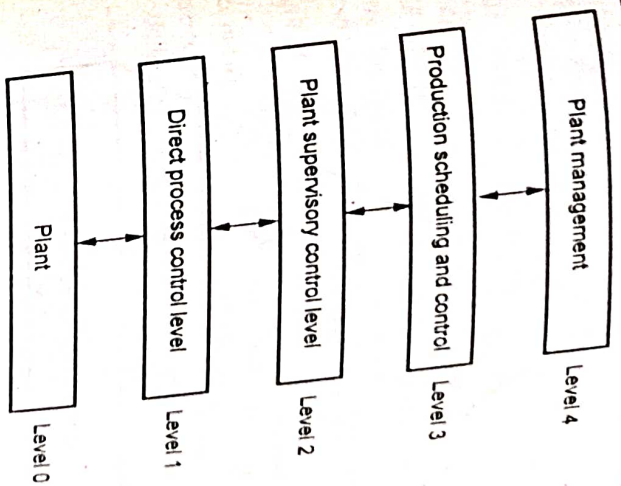 Plant management
Level 4
Production scheduling and control
Level 3
Plant supervisory control level
Level 2
Direct process control level
Level 1
Plant
Level 0